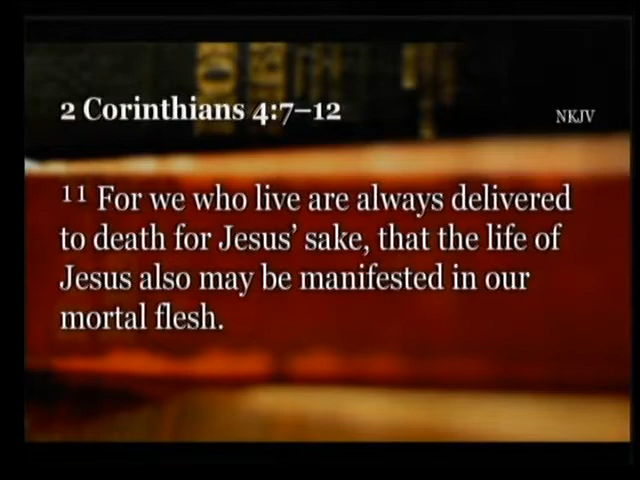 2 Corinthians 4:7–12
NKJV
11 For we who live are always delivered
to death for Jesus’ sake, that the life of
Jesus also may be manifested in our
mortal flesh.